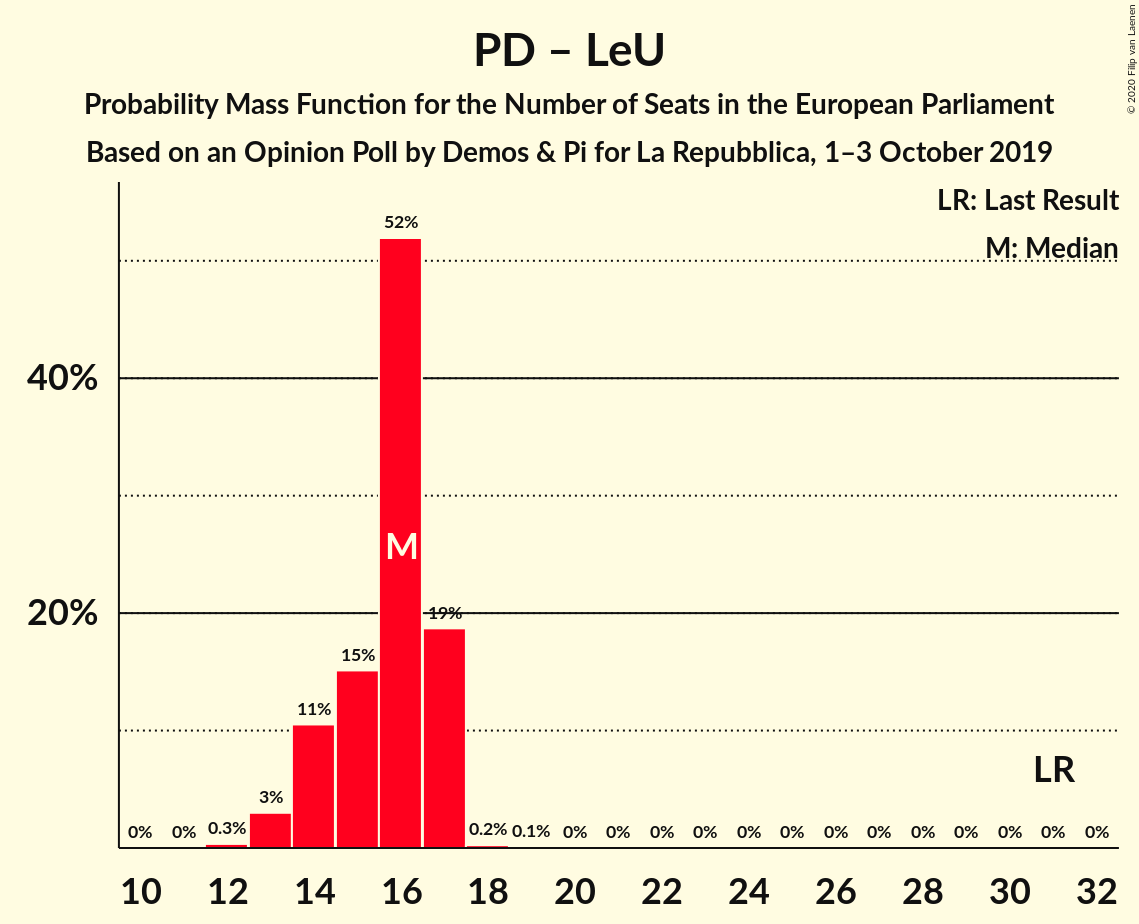 PD – LeU
Probability Mass Function for the Number of Seats in the European Parliament
Based on an Opinion Poll by Demos & Pi for La Repubblica, 1–3 October 2019
© 2020 Filip van Laenen
LR: Last Result
M: Median
52%
40%
M
20%
19%
15%
11%
LR
3%
0% 0% 0.3% 0.2% 0.1% 0% 0% 0% 0% 0% 0% 0% 0% 0% 0% 0% 0% 0%
10 12 14 16 18 20 22 24 26 28 30 32